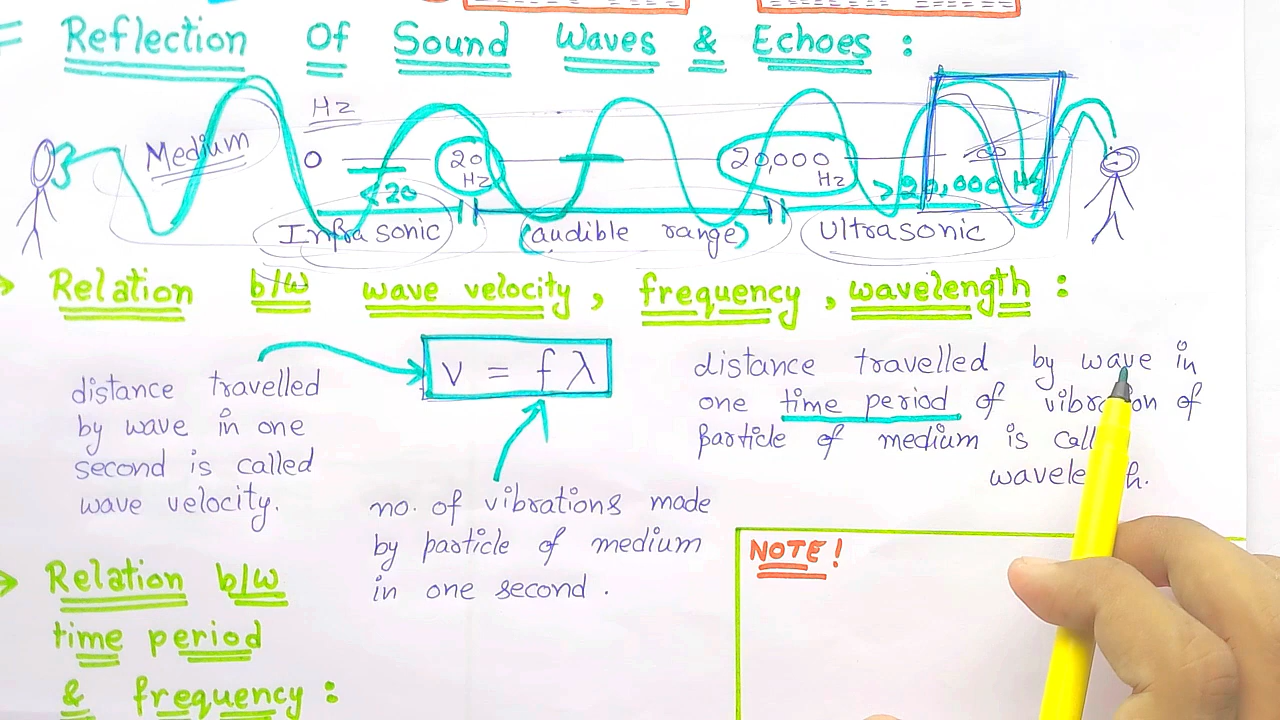 Reflection Of Sound Waves & Echoes :
Hz
Medium
0
20 Hz
20,000 Hz
<20
>20,000 Hz
Infrasonic
(audible range)
Ultrasonic
Relation b/w wave velocity, frequency, wavelength :
v = f λ
distance travelled
by wave in one
second is called
wave velocity.
no. of vibrations made
by particle of medium
in one second.
distance travelled by wave in
one time period of of
particle of medium is
NOTE!
Relation b/w
time period
& frequency :